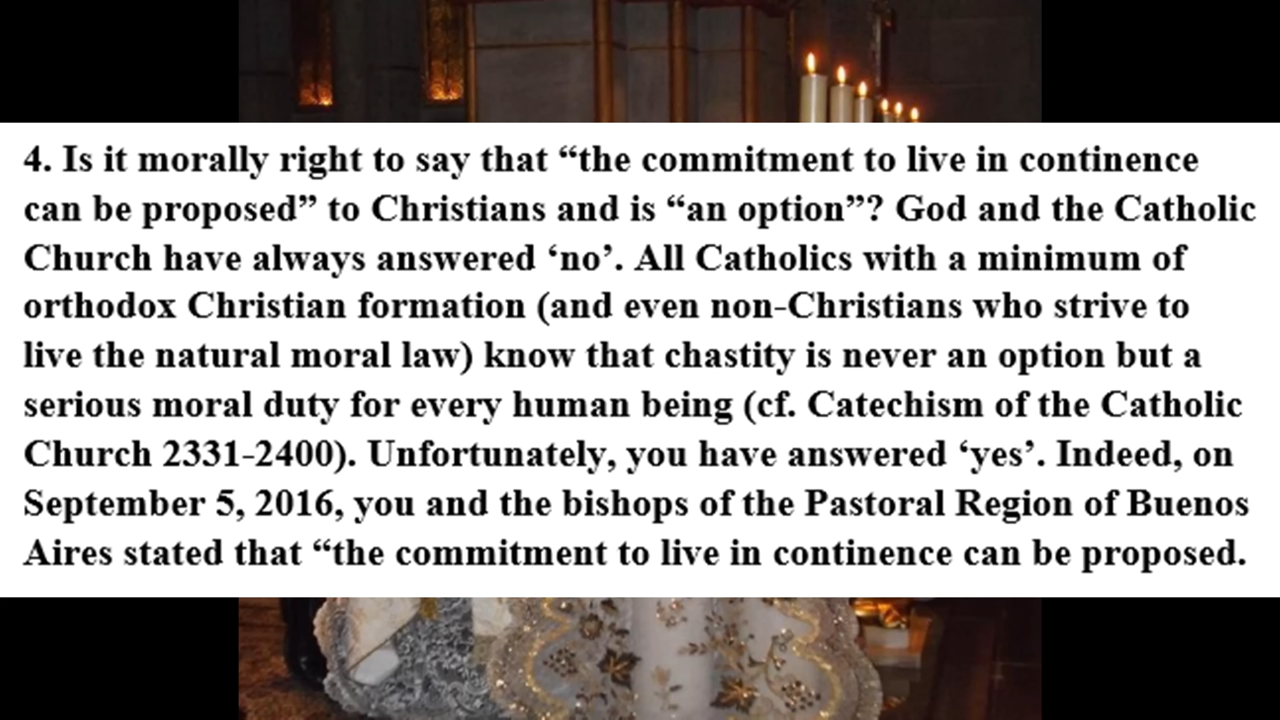 4. Is it morally right to say that “the commitment to live in continence
can be proposed” to Christians and is “an option”? God and the Catholic
Church have always answered ‘no’. All Catholics with a minimum of
orthodox Christian formation (and even non-Christians who strive to
live the natural moral law) know that chastity is never an option but a
serious moral duty for every human being (cf. Catechism of the Catholic
Church 2331-2400). Unfortunately, you have answered ‘yes’. Indeed, on
September 5, 2016, you and the bishops of the Pastoral Region of Buenos
Aires stated that “the commitment to live in continence can be proposed.